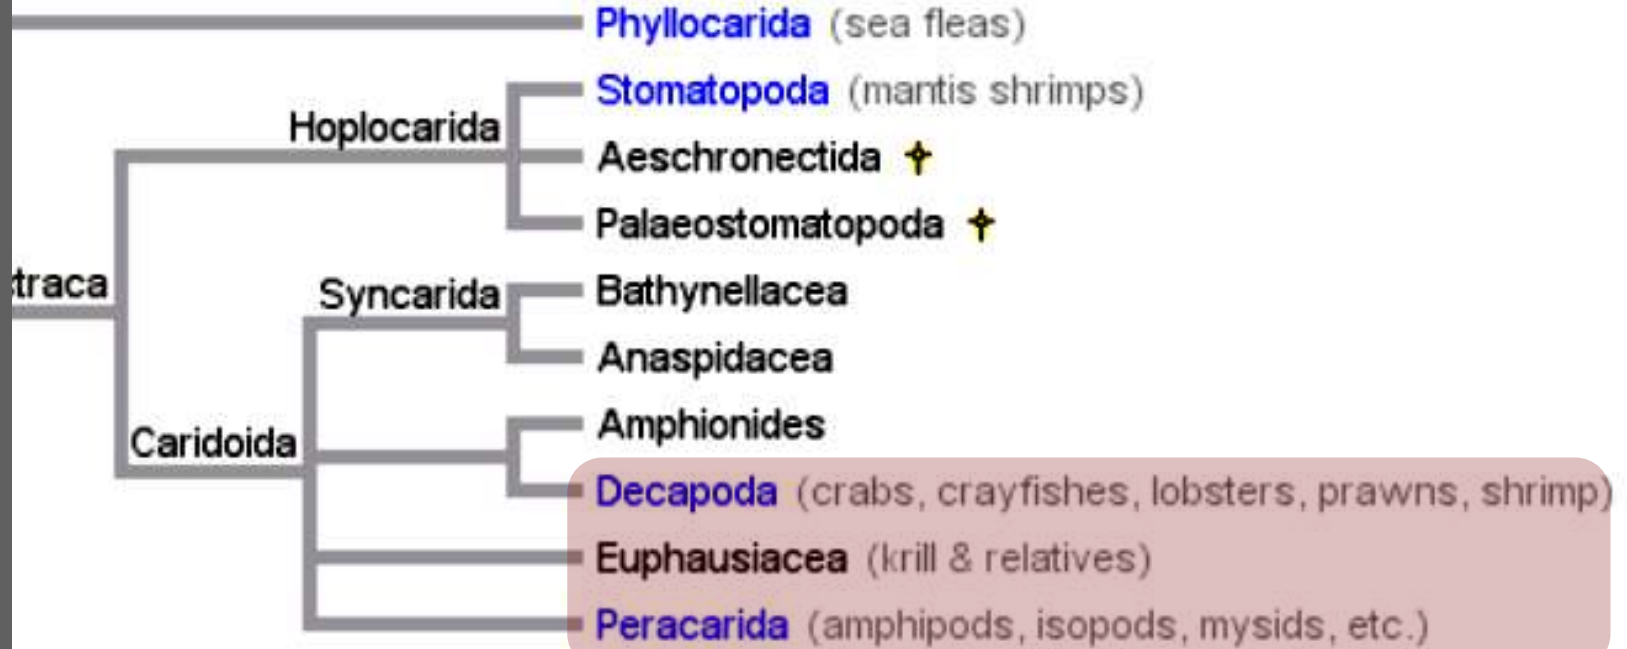 Phyllocarida (sea fleas)
Stomatopoda (mantis shrimps)
Hoplocarida
Aeschronectida
Palaeostomatopoda
straca
Syncarida
Bathynellacea
Anaspidacea
Amphionides
Caridoida
Decapoda (crabs, crayfishes, lobsters, prawns, shrimp)
Euphausiacea (krill & relatives)
Peracarida (amphipods, isopods, mysids, etc.)